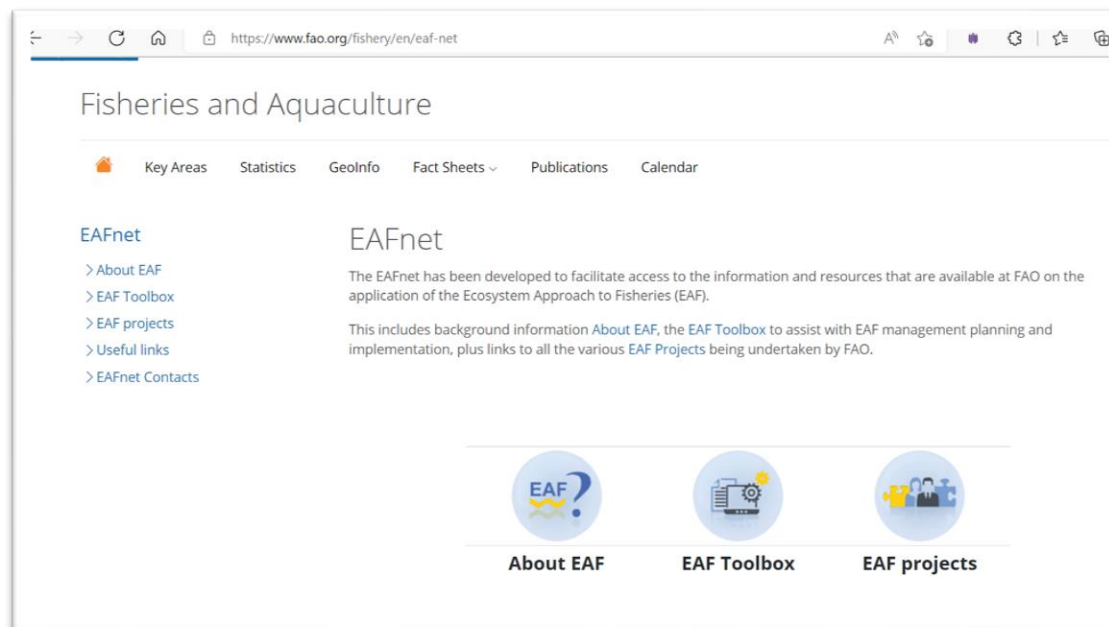 https://www.fao.org/fishery/en/eaf-net
Fisheries and Aquaculture
Key Areas Statistics GeoInfo Fact Sheets Publications Calendar
EAFnet
> About EAF
> EAF Toolbox
> EAF projects
> Useful links
> EAFnet Contacts
EAFnet
The EAFnet has been developed to facilitate access to the information and resources that are available at FAO on the
application of the Ecosystem Approach to Fisheries (EAF).
This includes background information About EAF, the EAF Toolbox to assist with EAF management planning and
implementation, plus links to all the various EAF Projects being undertaken by FAO.
EAF?
About EAF EAF Toolbox EAF projects